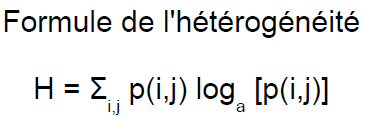 Formule de l'hétérogénéité
H = Σi,j p(i,j) loga [p(i,j)]